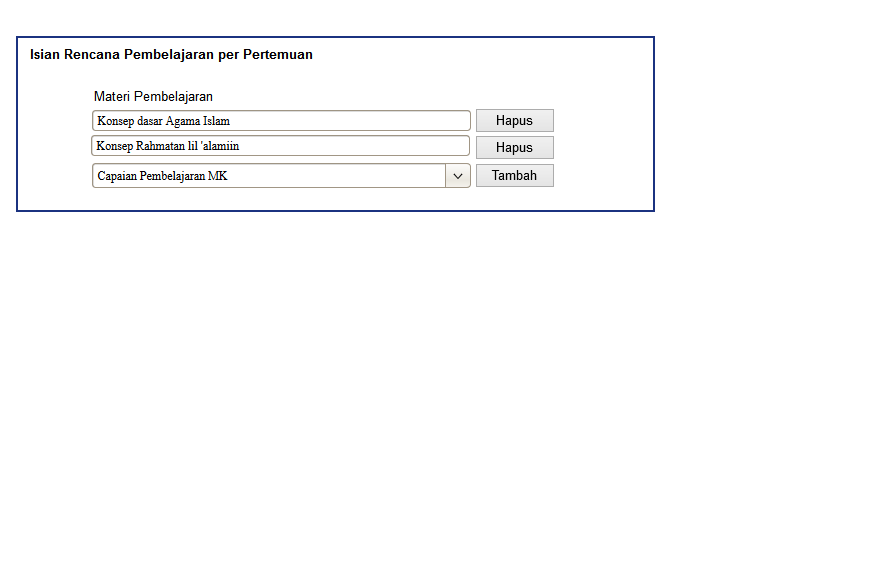 Isian Rencana Pembelajaran per Pertemuan
Materi Pembelajaran
Konsep dasar Agama Islam Hapus
Konsep Rahmatan lil 'alamiin Hapus
Capaian Pembelajaran MK Tambah